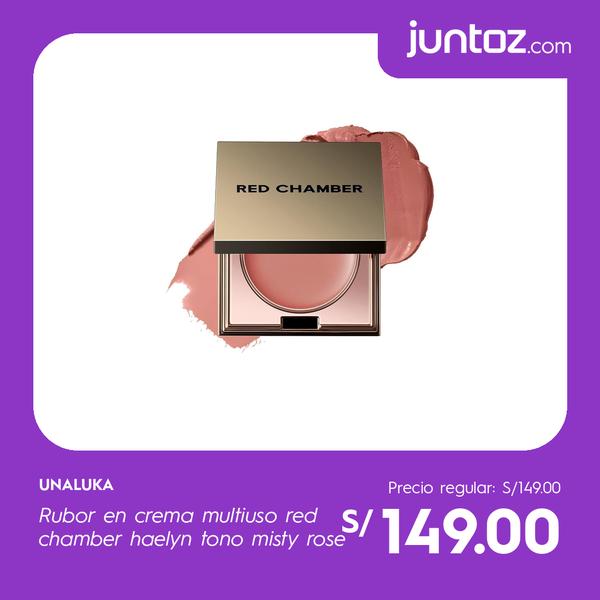 juntoz.com
RED CHAMBER
UNALUKA
Precio regular: S/149.00
Rubor en crema multiuso red
chamber haelyn tono misty rose
S/149.00